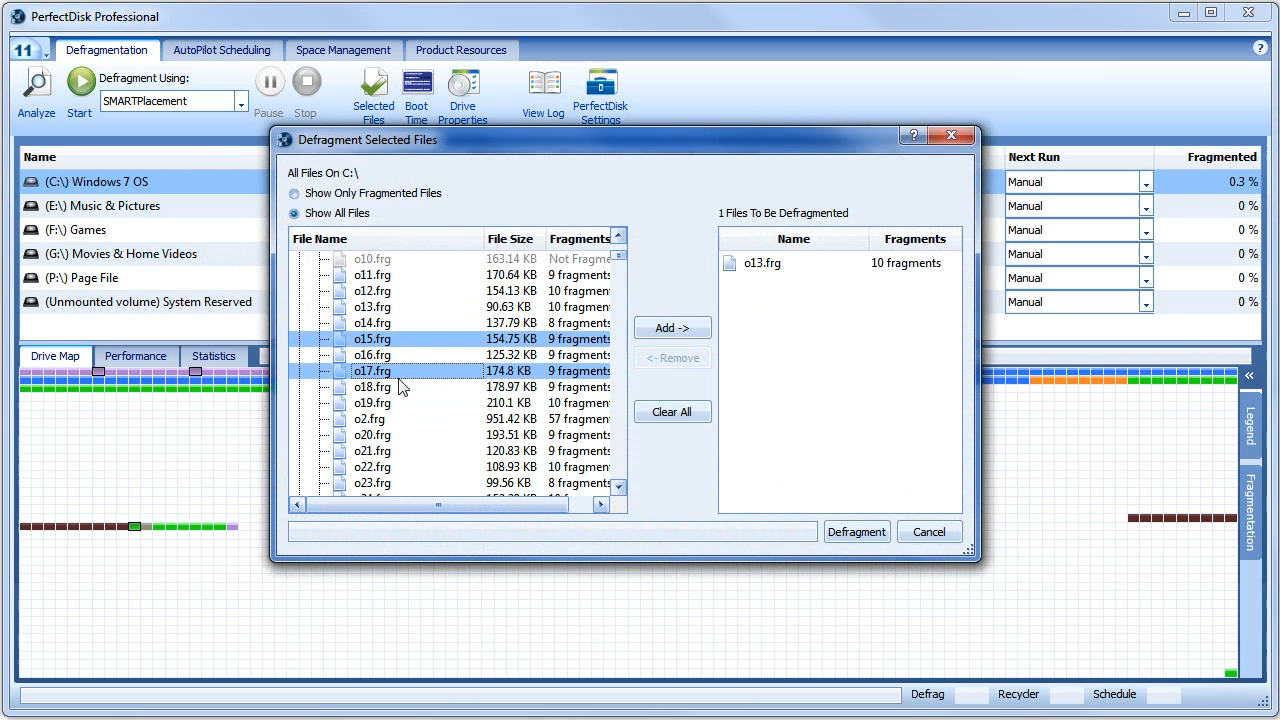 PerfectDisk Professional
11 Defragmentation AutoPilot Scheduling Space Management Product Resources ?
Analyze Start Defragment Using: SMARTPlacement Pause Stop Selected Files Boot Time Drive Properties View Log PerfectDisk Settings
Name Next Run Fragmented
(C:\) Windows 7 OS Manual 0.3 %
(E:\) Music & Pictures Manual 0 %
(F:\) Games Manual 0 %
(G:\) Movies & Home Videos Manual 0 %
(P:\) Page File Manual 0 %
(Unmounted volume) System Reserved Manual 0 %
Drive Map Performance Statistics
Legend
Fragmentation
Defragment Selected Files ?
All Files On C:\
Show Only Fragmented Files
Show All Files
File Name File Size Fragments
o10.frg 163.14 KB Not Fragme
o11.frg 170.64 KB 9 fragments
o12.frg 154.13 KB 10 fragment
o13.frg 90.63 KB 10 fragment
o14.frg 137.79 KB 8 fragments
o15.frg 154.75 KB 9 fragments
o16.frg 125.32 KB 9 fragments
o17.frg 174.8 KB 9 fragments
o18.frg 178.97 KB 9 fragments
o19.frg 210.1 KB 10 fragment
o2.frg 951.42 KB 57 fragment
o20.frg 193.51 KB 9 fragments
o21.frg 120.83 KB 9 fragments
o22.frg 108.93 KB 10 fragment
o23.frg 99.56 KB 8 fragments
Add ->
<- Remove
Clear All
1 Files To Be Defragmented
Name Fragments
o13.frg 10 fragments
Defragment Cancel
Defrag Recycler Schedule